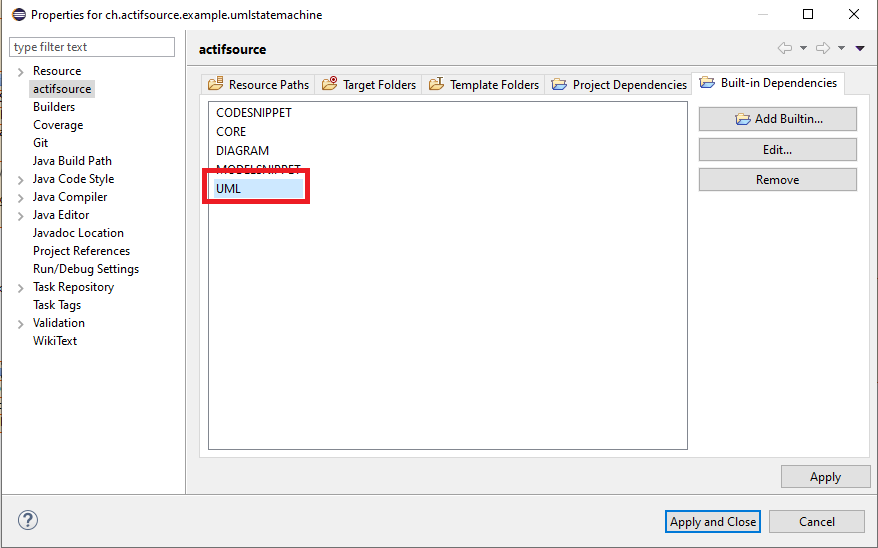 Properties for ch.actifsource.example.umlstatemachine
type filter text
Resource
actifsource
Builders
Coverage
Git
Java Build Path
Java Code Style
Java Compiler
Java Editor
Javadoc Location
Project References
Run/Debug Settings
Task Repository
Task Tags
Validation
WikiText
actifsource
Resource Paths
Target Folders
Template Folders
Project Dependencies
Built-in Dependencies
CODESNIPPET
CORE
DIAGRAM
MODELSNIPPET
UML
Add Builtin...
Edit...
Remove
Apply
?
Apply and Close
Cancel